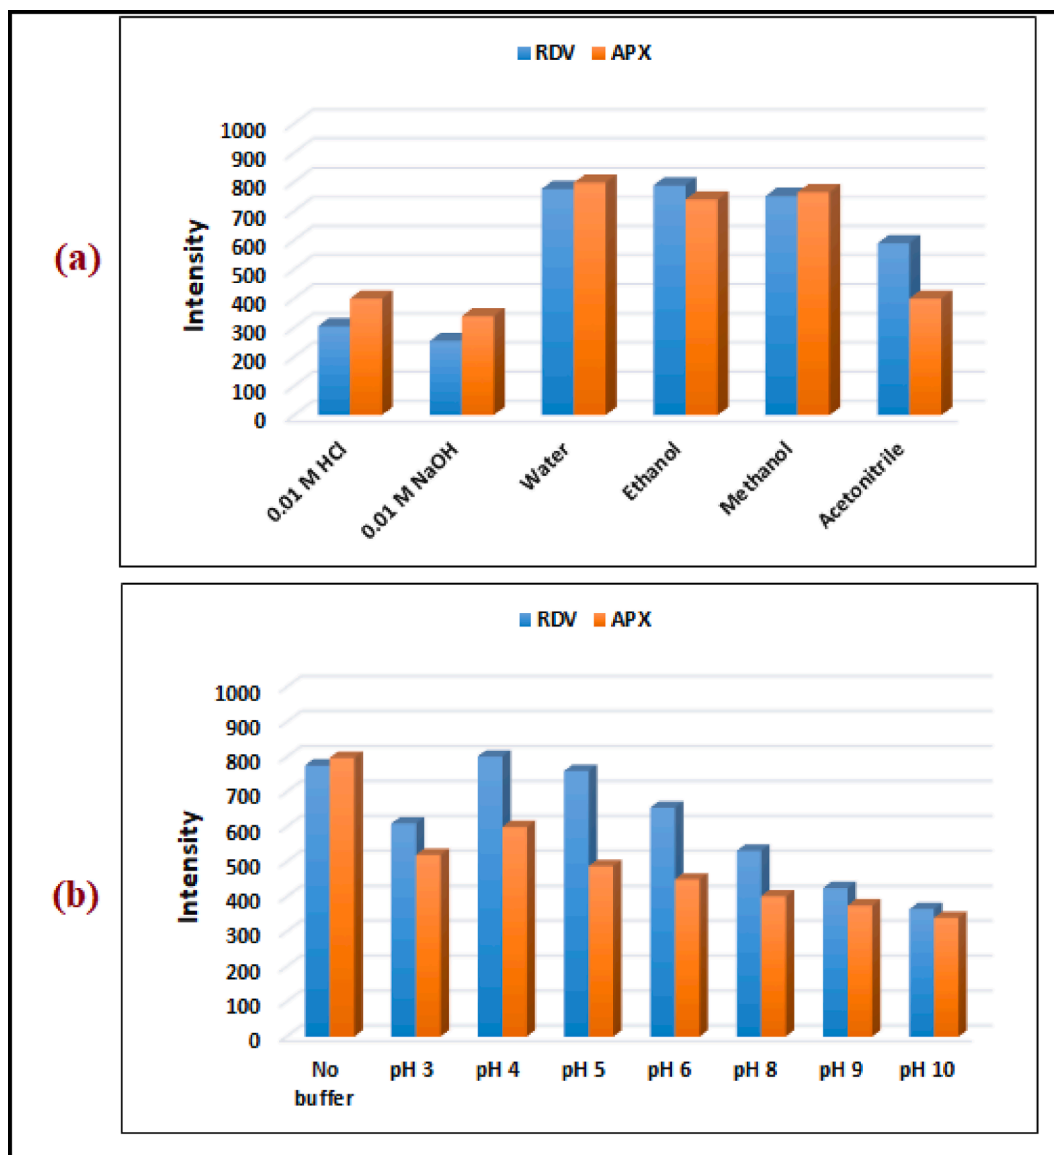 (a)
RDV APX
Intensity
1000
900
800
700
600
500
400
300
200
100
0
0.01 M HCl
0.01 M NaOH
Water
Ethanol
Methanol
Acetonitrile
(b)
RDV APX
Intensity
1000
900
800
700
600
500
400
300
200
100
0
No buffer
pH 3
pH 4
pH 5
pH 6
pH 8
pH 9
pH 10